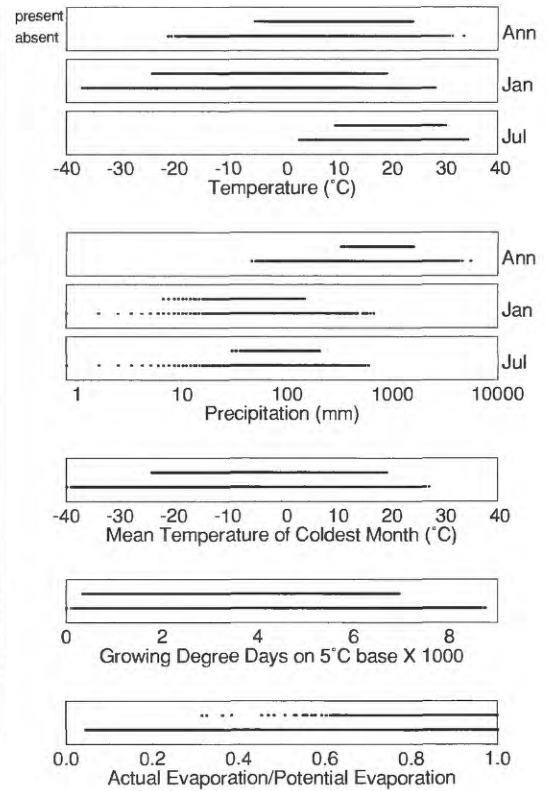 present
absent
Ann
Jan
Jul
-40 -30 -20 -10 0 10 20 30 40
Temperature (°C)
Ann
Jan
Jul
1 10 100 1000 10000
Precipitation (mm)
-40 -30 -20 -10 0 10 20 30 40
Mean Temperature of Coldest Month (°C)
0 2 4 6 8
Growing Degree Days on 5°C base X 1000
0.0 0.2 0.4 0.6 0.8 1.0
Actual Evaporation/Potential Evaporation